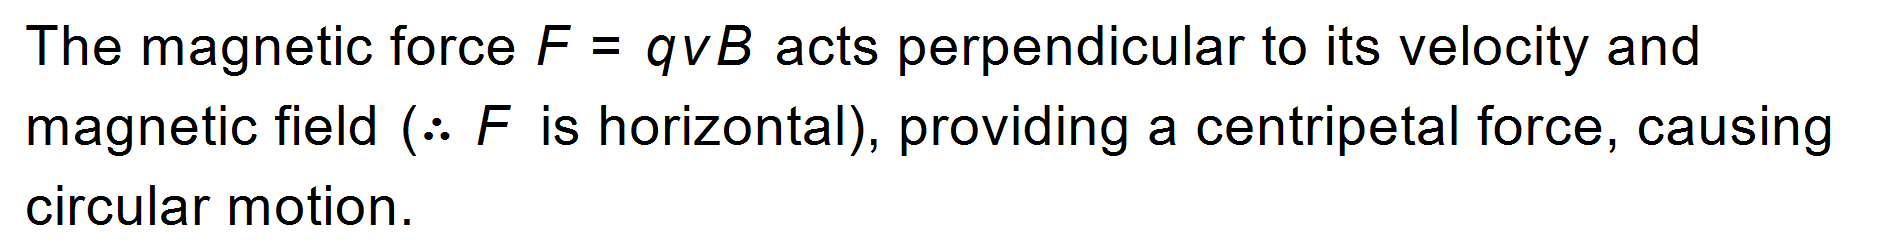 The magnetic force F = qvB acts perpendicular to its velocity and
magnetic field (∴ F is horizontal), providing a centripetal force, causing
circular motion.